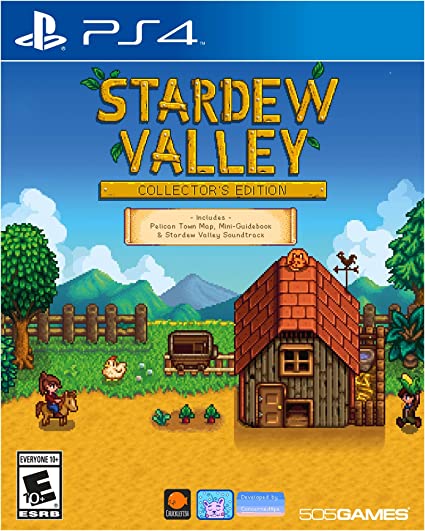 PS4
STARDEW
VALLEY
COLLECTOR'S EDITION
- Includes -
Pelican Town Map, Mini-Guidebook
& Stardew Valley Soundtrack
EVERYONE 10+
E
10+
ESRB
CHUCKLEFISH
Developed by
ConcernedApe
505GAMES